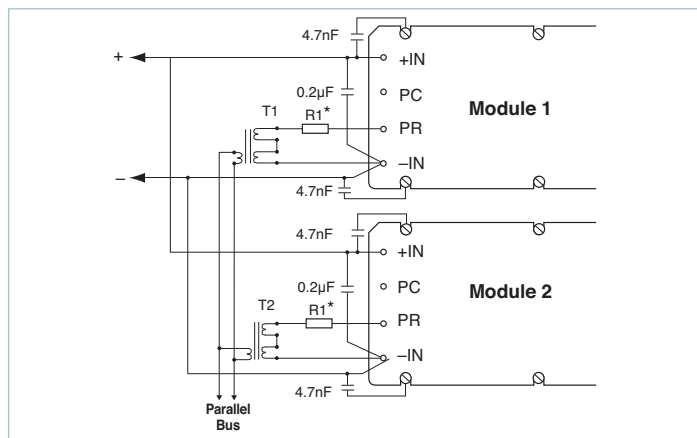 4.7nF
+
+IN
0.2µF
PC
T1
R1*
Module 1
PR
–IN
–
4.7nF
4.7nF
+IN
0.2µF
PC
T2
R1*
Module 2
PR
–IN
4.7nF
Parallel
Bus